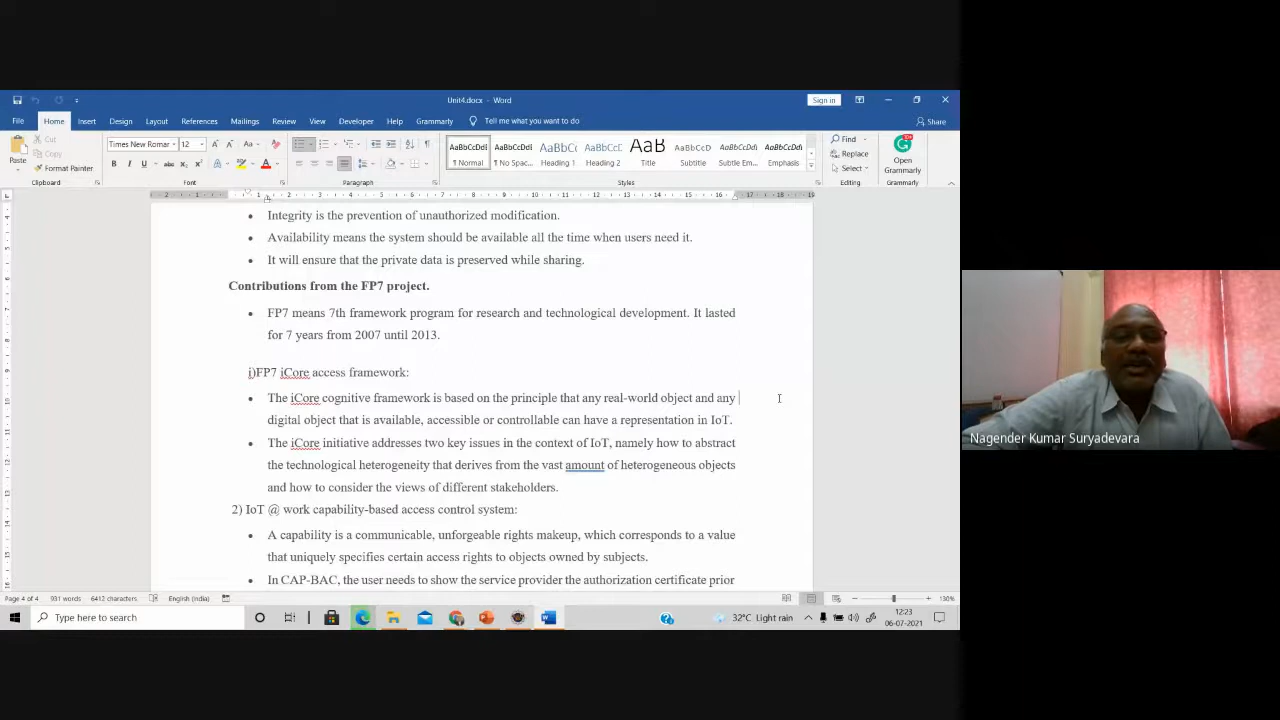 Unit4.docx - Word
Sign in
File Home Insert Design Layout References Mailings Review View Developer Help Grammarly Tell me what you want to do Share
Paste
Cut
Copy
Format Painter
Clipboard
Times New Romar 12
Font
Paragraph
AaBbCcDd AaBbCcDd AaBbC AaBbCcE AaB AaBbCcD AaBbCcDd AaBbCcDd
¶ Normal ¶ No Spac... Heading 1 Heading 2 Title Subtitle Subtle Em... Emphasis
Styles
Find
Replace
Select
Editing
Open
Grammarly
Grammarly
Integrity is the prevention of unauthorized modification.
Availability means the system should be available all the time when users need it.
It will ensure that the private data is preserved while sharing.
Contributions from the FP7 project.
FP7 means 7th framework program for research and technological development. It lasted
for 7 years from 2007 until 2013.
i)FP7 iCore access framework:
The iCore cognitive framework is based on the principle that any real-world object and any
digital object that is available, accessible or controllable can have a representation in IoT.
The iCore initiative addresses two key issues in the context of IoT, namely how to abstract
the technological heterogeneity that derives from the vast amount of heterogeneous objects
and how to consider the views of different stakeholders.
2) IoT @ work capability-based access control system:
A capability is a communicable, unforgeable rights makeup, which corresponds to a value
that uniquely specifies certain access rights to objects owned by subjects.
In CAP-BAC, the user needs to show the service provider the authorization certificate prior
Page 4 of 4 931 words 6412 characters English (India) 130%
Type here to search
32°C Light rain
12:23
06-07-2021
Nagender Kumar Suryadevara